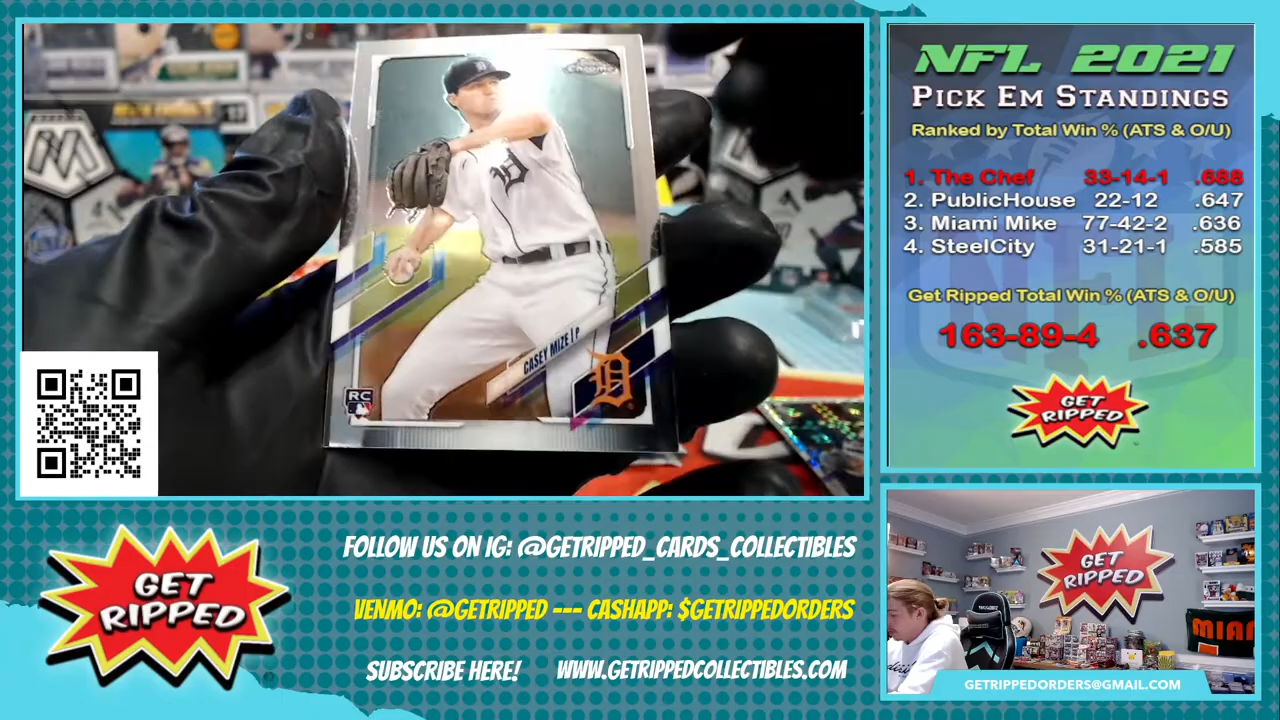 Chrome
D
CASEY MIZE | P
D
RC
NFL 2021
PICK EM STANDINGS
Ranked by Total Win % (ATS & O/U)
1. The Chef 33-14-1 .688
2. PublicHouse 22-12 .647
3. Miami Mike 77-42-2 .636
4. SteelCity 31-21-1 .585
Get Ripped Total Win % (ATS & O/U)
163-89-4 .637
GET
RIPPED
GET
RIPPED
FOLLOW US ON IG: @GETRIPPED_CARDS_COLLECTIBLES
VENMO: @GETRIPPED --- CASHAPP: $GETRIPPEDORDERS
SUBSCRIBE HERE! WWW.GETRIPPEDCOLLECTIBLES.COM
GET
RIPPED
MIAM
GETRIPPEDORDERS@GMAIL.COM